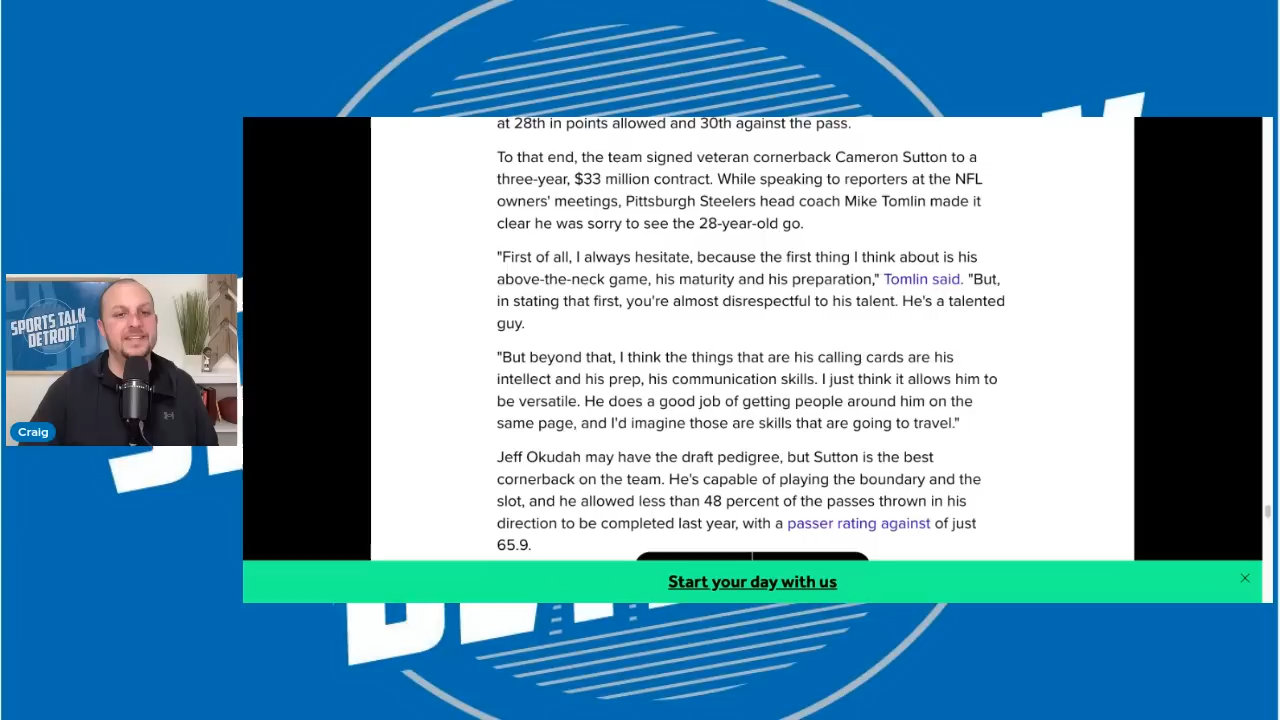 at 28th in points allowed and 30th against the pass.
To that end, the team signed veteran cornerback Cameron Sutton to a
three-year, $33 million contract. While speaking to reporters at the NFL
owners' meetings, Pittsburgh Steelers head coach Mike Tomlin made it
clear he was sorry to see the 28-year-old go.
"First of all, I always hesitate, because the first thing I think about is his
above-the-neck game, his maturity and his preparation," Tomlin said. "But,
in stating that first, you're almost disrespectful to his talent. He's a talented
guy.
"But beyond that, I think the things that are his calling cards are his
intellect and his prep, his communication skills. I just think it allows him to
be versatile. He does a good job of getting people around him on the
same page, and I'd imagine those are skills that are going to travel."
Jeff Okudah may have the draft pedigree, but Sutton is the best
cornerback on the team. He's capable of playing the boundary and the
slot, and he allowed less than 48 percent of the passes thrown in his
direction to be completed last year, with a passer rating against of just
65.9.
Start your day with us
SPORTS TALK
DETROIT
Craig